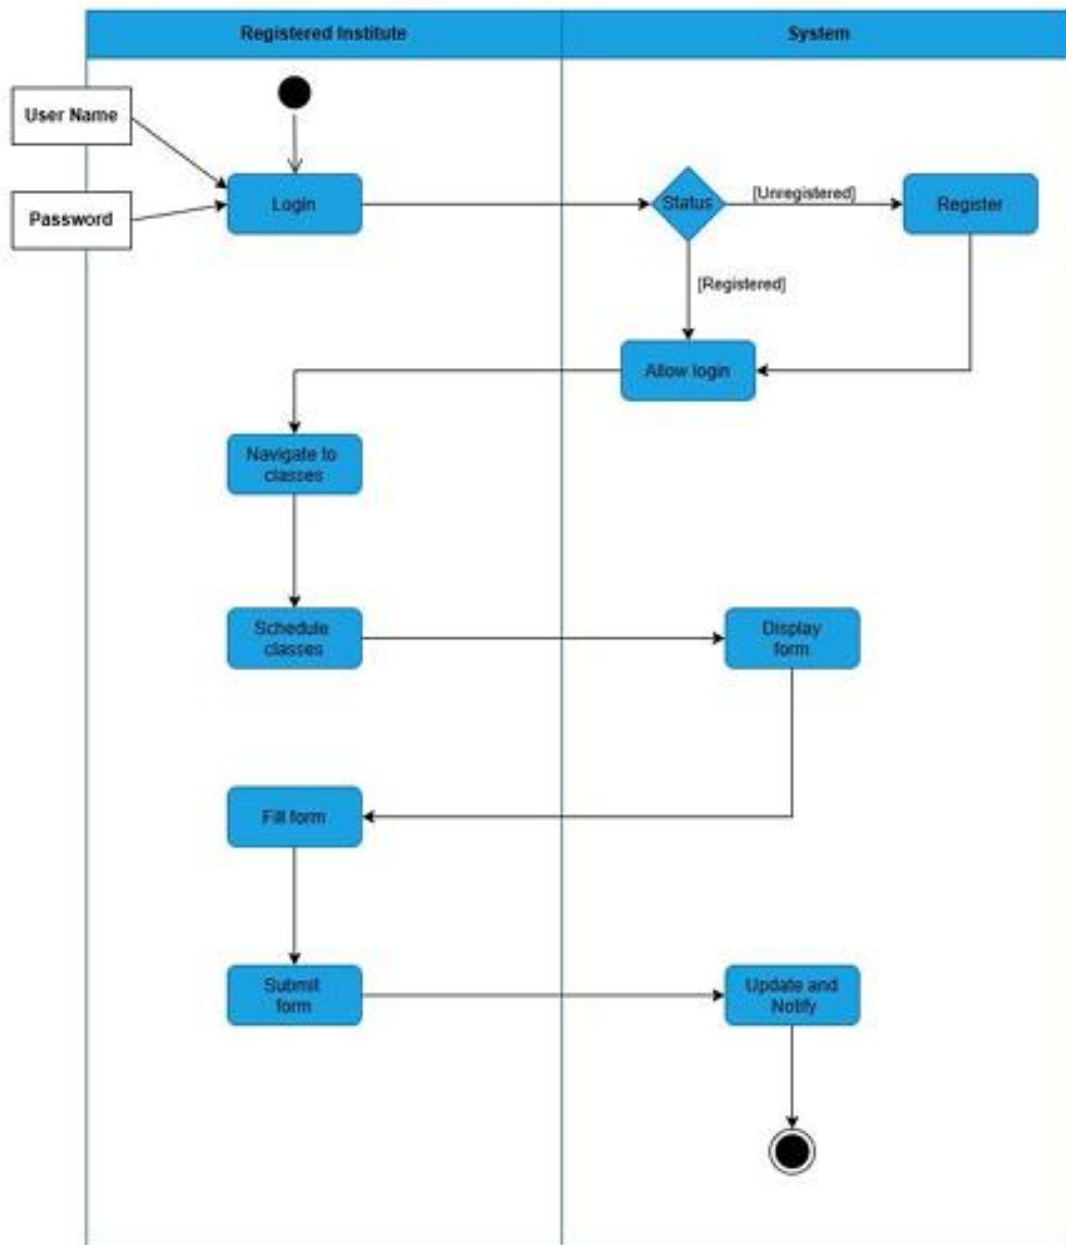 Registered Institute
System
User Name
Password
Login
Status
[Unregistered]
Register
[Registered]
Allow login
Navigate to
classes
Schedule
classes
Display
form
Fill form
Submit
form
Update and
Notify